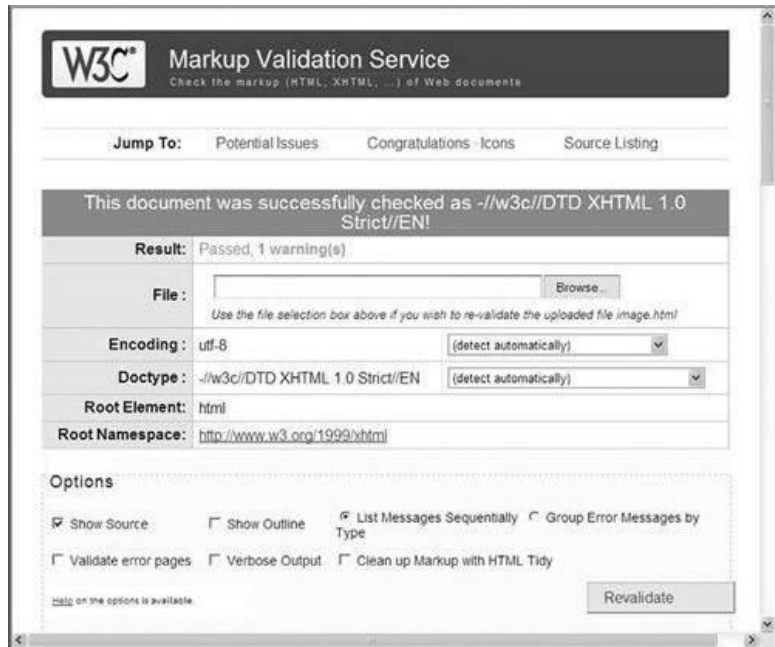 W3C®
Markup Validation Service
Check the markup (HTML, XHTML, ...) of Web documents
Jump To: Potential Issues Congratulations · Icons Source Listing
This document was successfully checked as -//w3c//DTD XHTML 1.0
Strict//EN!
Result: Passed, 1 warning(s)
File : Browse...
Use the file selection box above if you wish to re-validate the uploaded file image.html
Encoding : utf-8 (detect automatically)
Doctype : -//w3c//DTD XHTML 1.0 Strict//EN (detect automatically)
Root Element: html
Root Namespace: http://www.w3.org/1999/xhtml
Options
Show Source Show Outline List Messages Sequentially Group Error Messages by
Type
Validate error pages Verbose Output Clean up Markup with HTML Tidy
Help on the options is available.
Revalidate